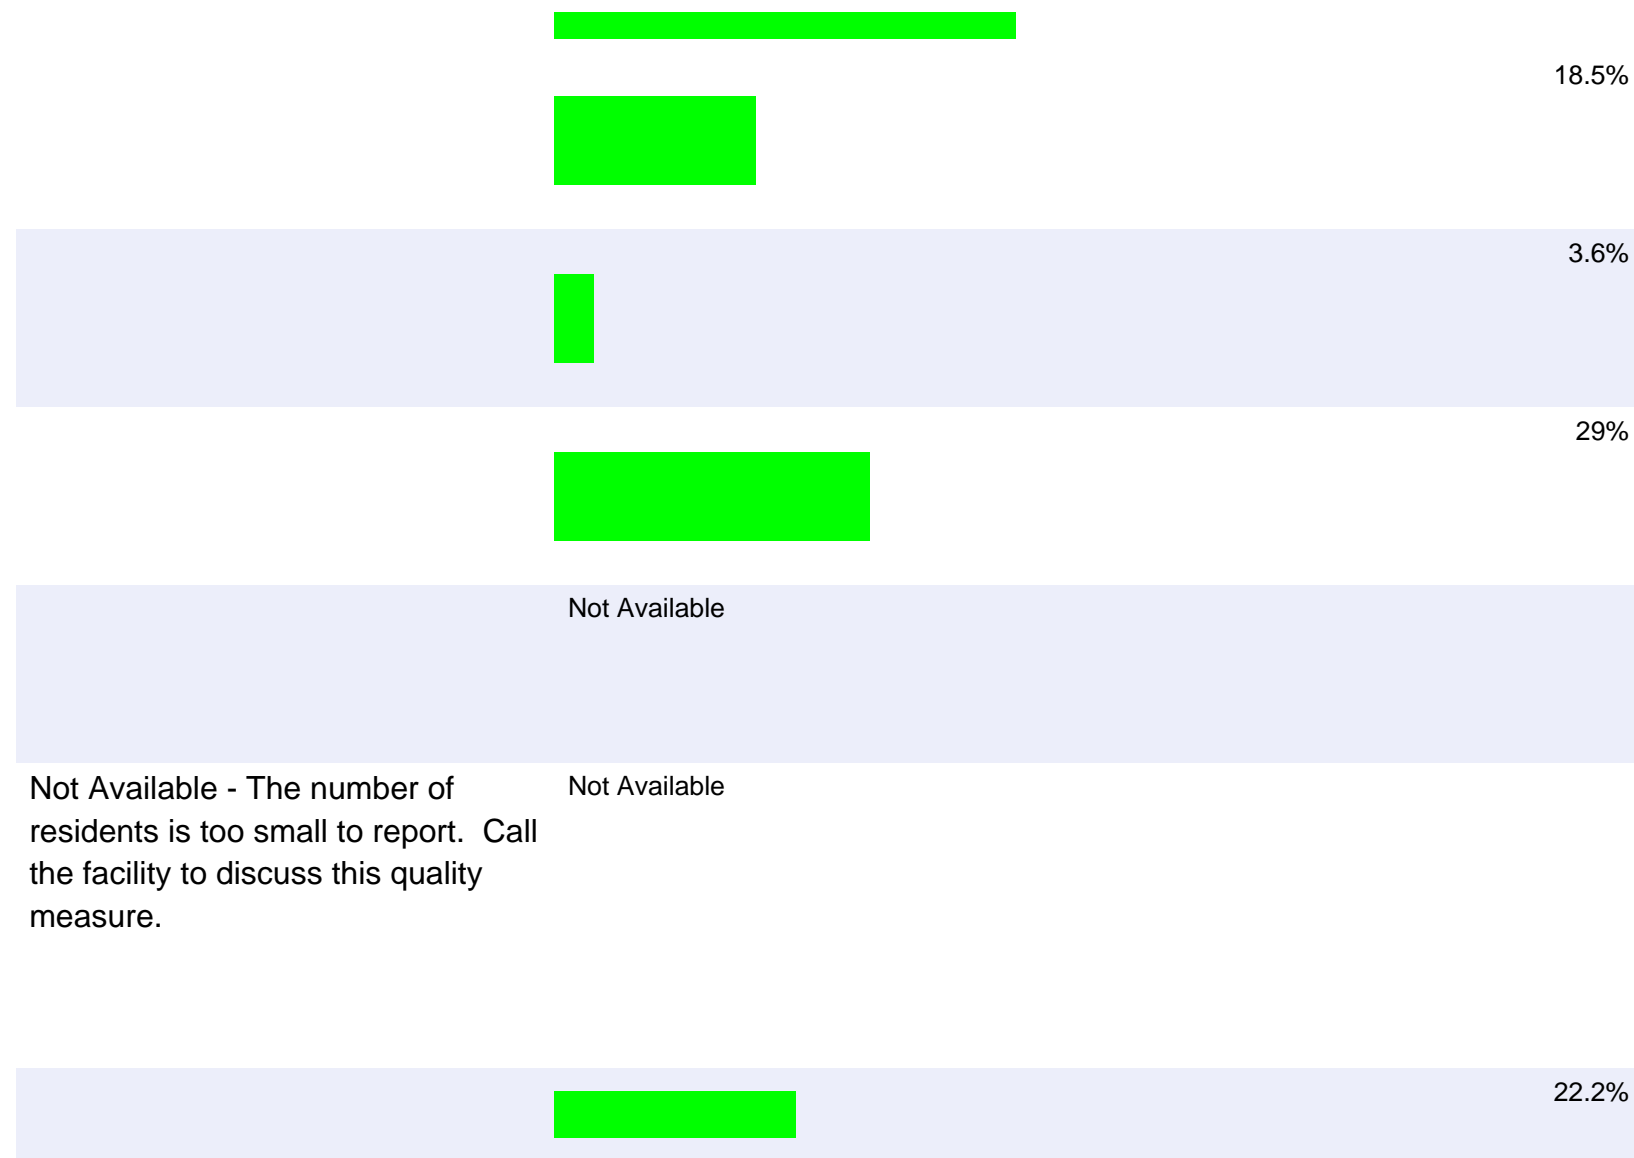 18.5%
3.6%
29%
Not Available
Not Available - The number of
residents is too small to report.  Call
the facility to discuss this quality
measure.
Not Available
22.2%